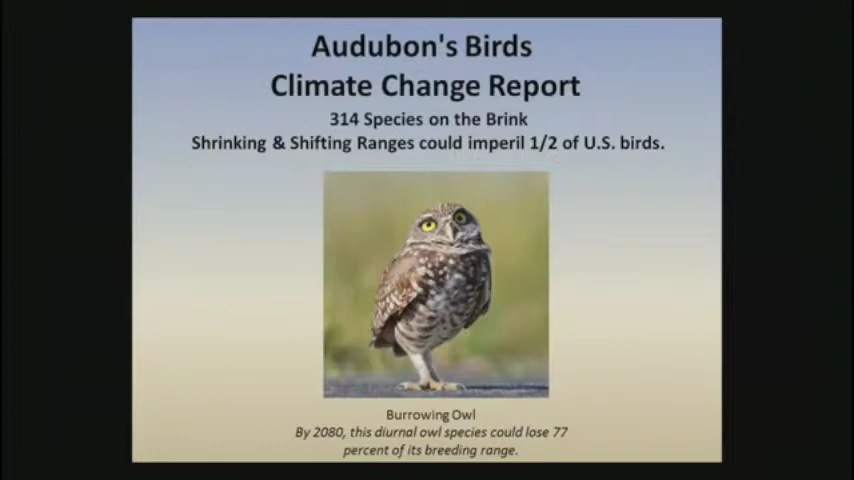 Audubon's Birds
Climate Change Report
314 Species on the Brink
Shrinking & Shifting Ranges could imperil 1/2 of U.S. birds.
Burrowing Owl
By 2080, this diurnal owl species could lose 77
percent of its breeding range.